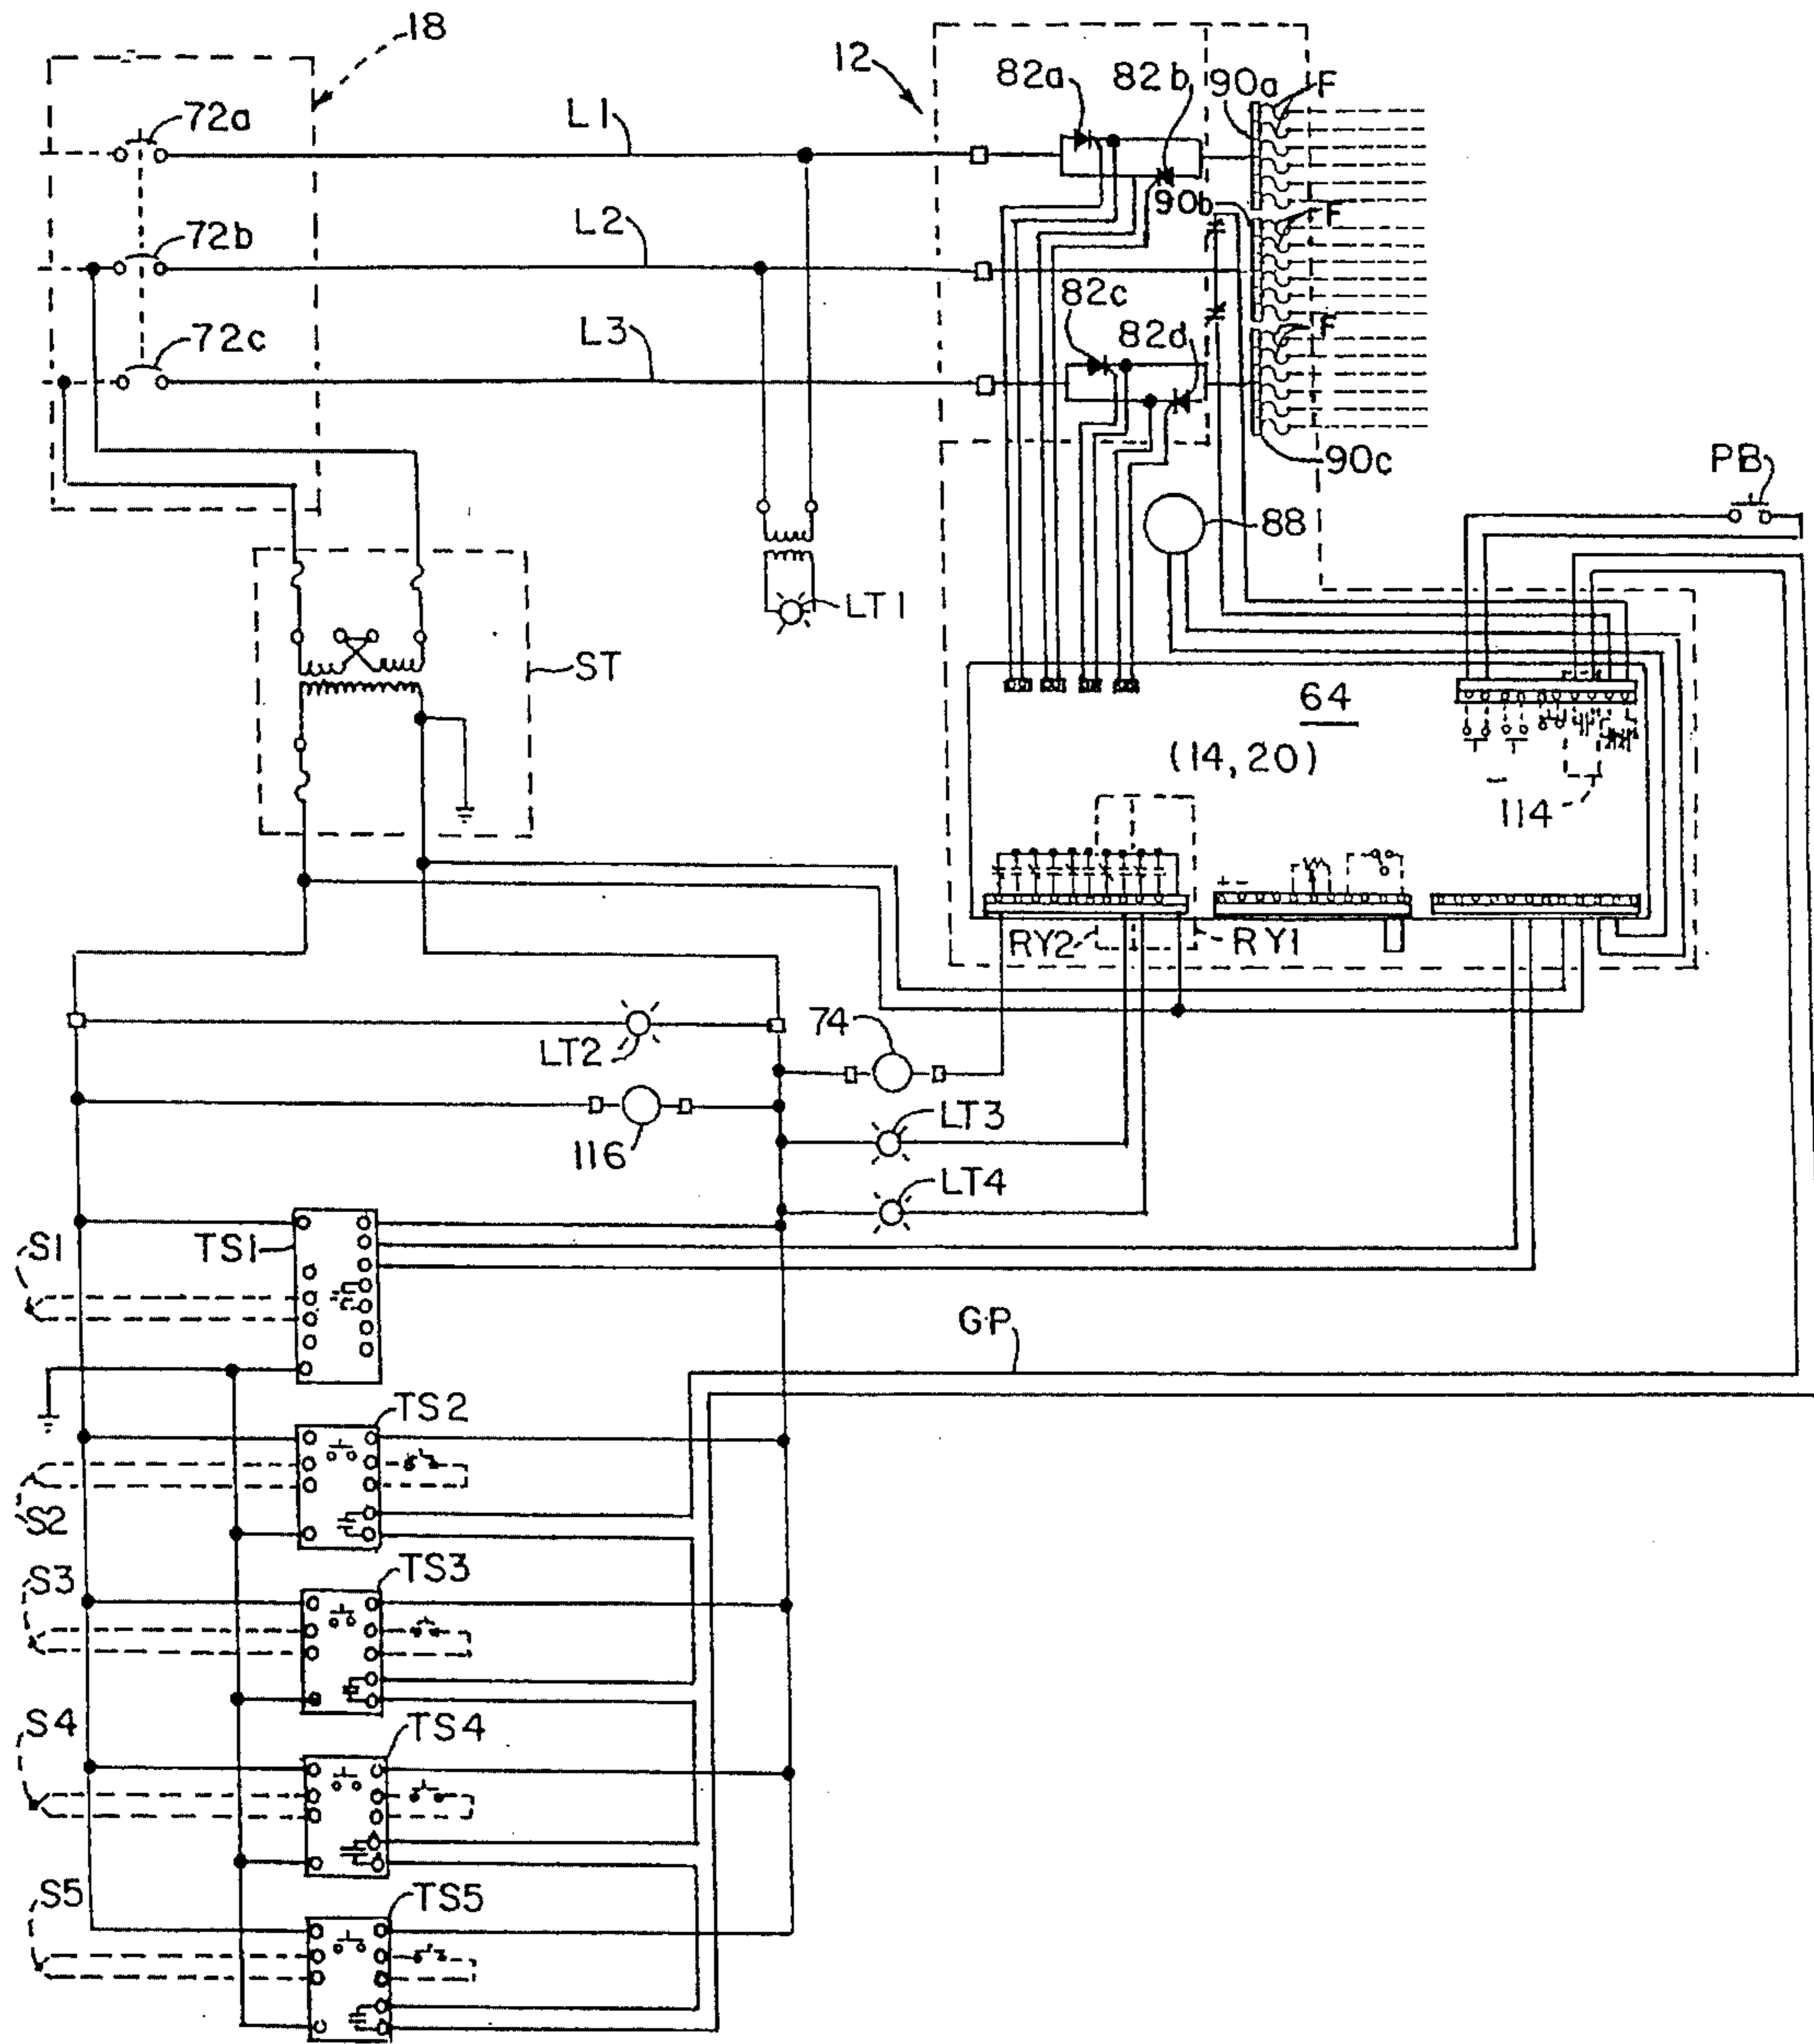 18
12
82a
82b
90a
F
72a
L1
90b
F
72b
L2
82c
72c
L3
82d
F
90c
PB
88
LT1
ST
64
(14,20)
114
RY2
RY1
LT2
74
116
LT3
LT4
S1
TS1
GP
TS2
S2
TS3
S3
S4
TS4
S5
TS5